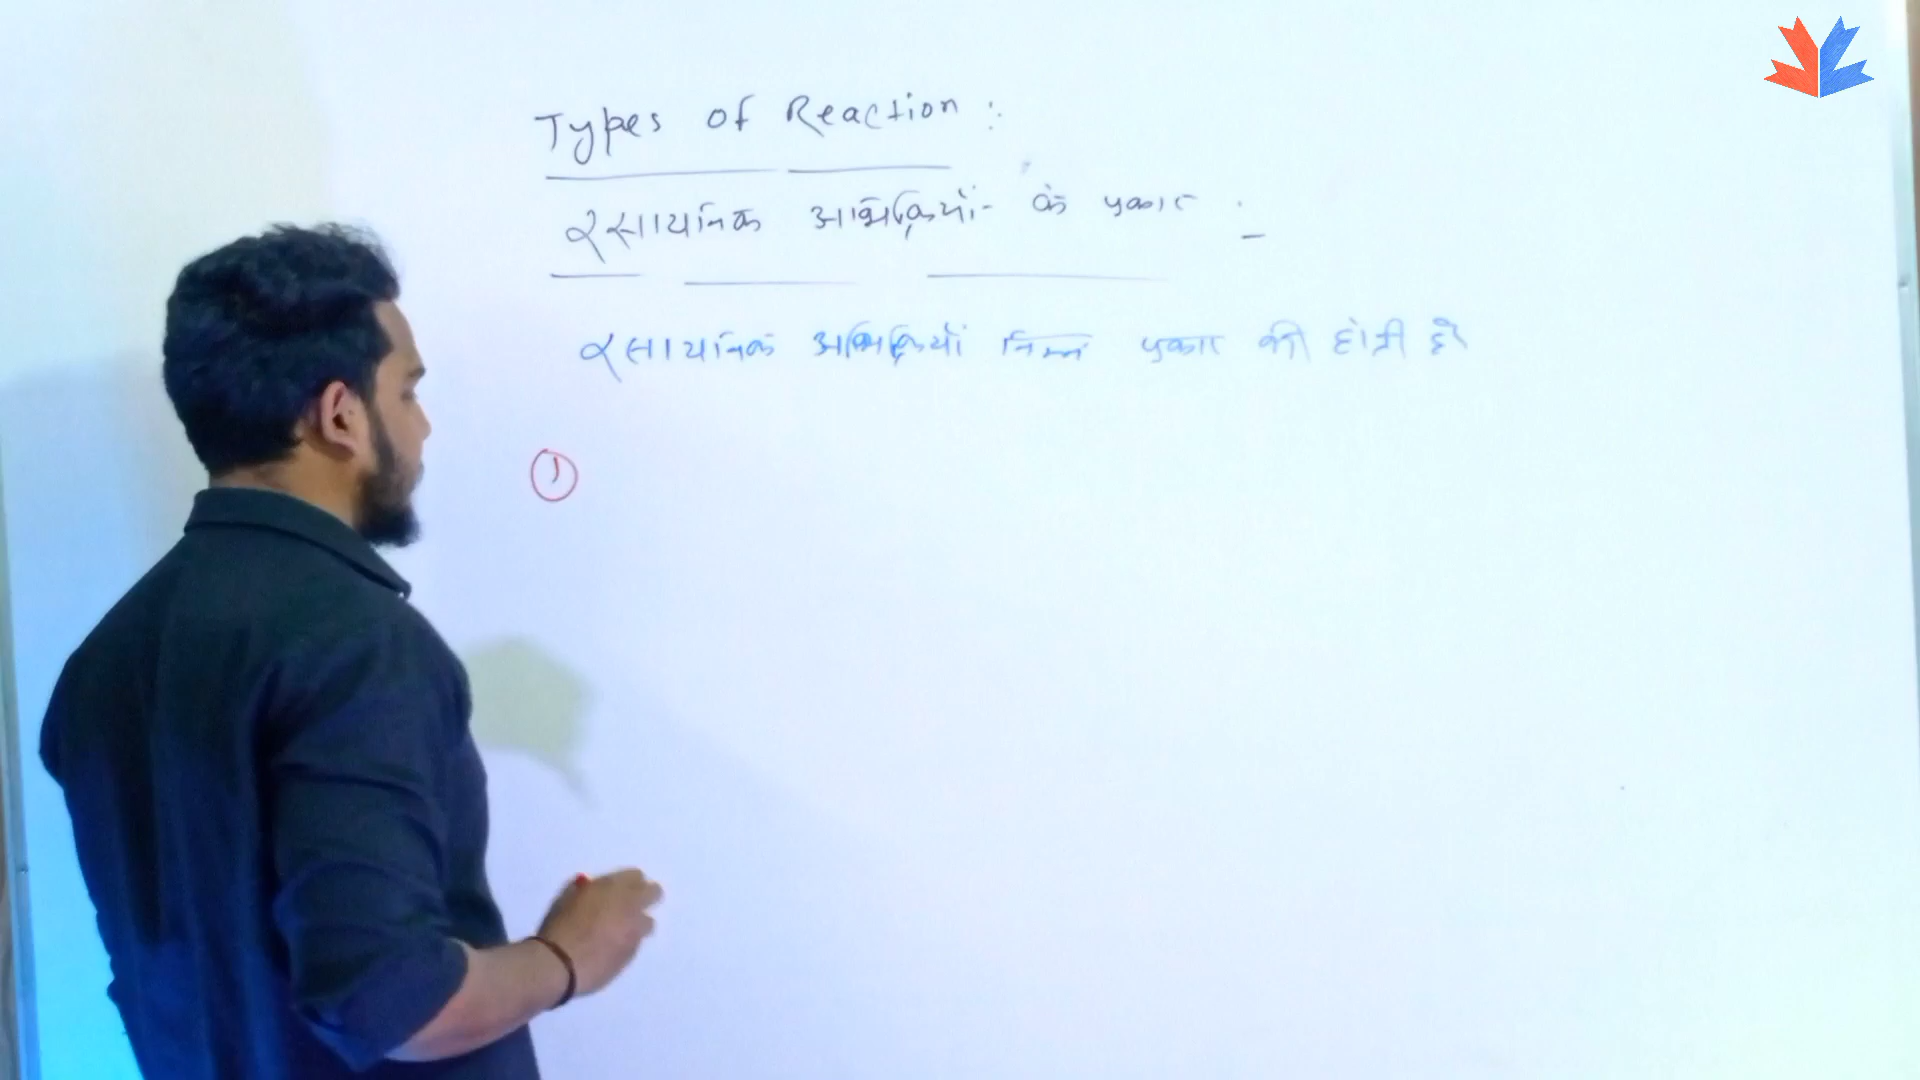 Types of Reaction :
रसायनिक अभिक्रियों के प्रकार :-
रसायनिक अभिक्रियों निम्न प्रकार की होती है
①